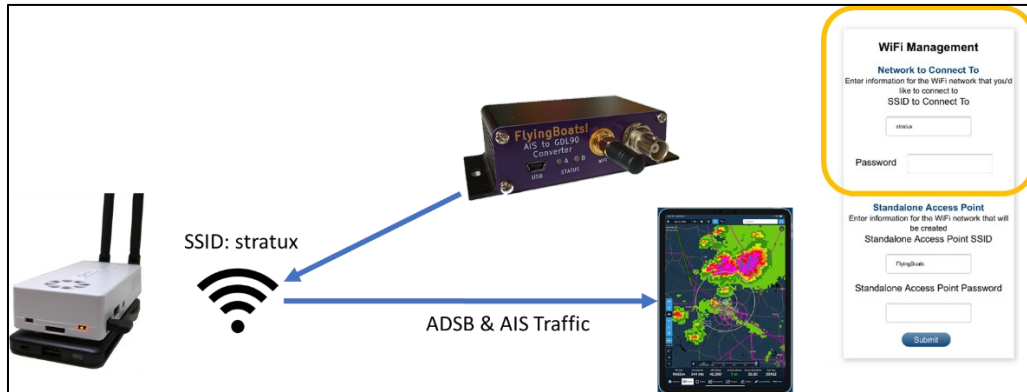 WiFi Management
Network to Connect To
Enter information for the WiFi network that you'd
like to connect to
SSID to Connect To
stratux
Password
FlyingBoats!
AIS to GDL90
Converter
USB
A
B
STATUS
WiFi
SSID: stratux
ADSB & AIS Traffic
Standalone Access Point
Enter information for the WiFi network that will
be created
Standalone Access Point SSID
FlyingBoats
Standalone Access Point Password
Submit